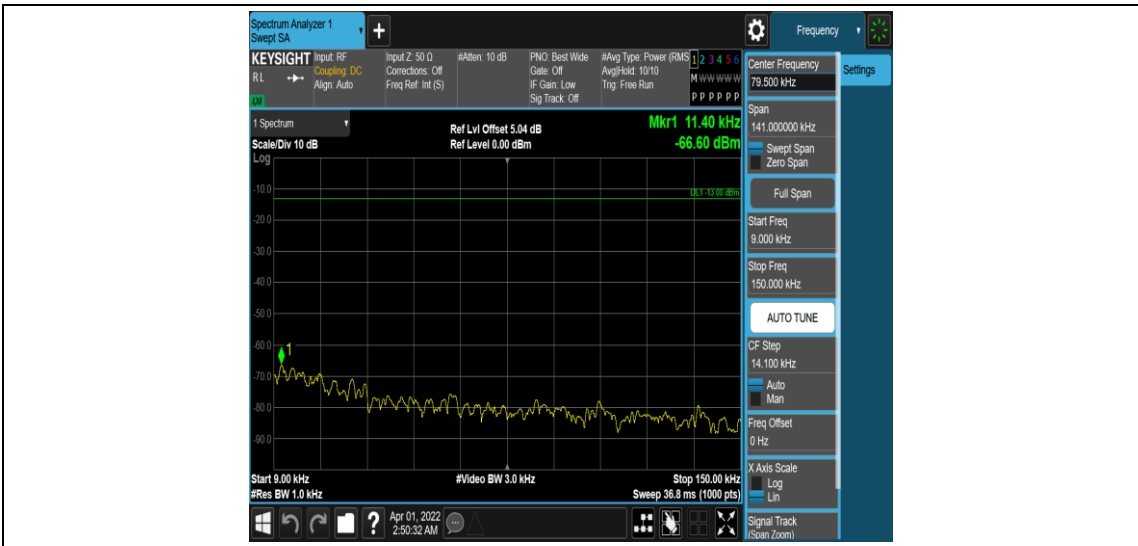 Spectrum Analyzer 1
Swept SA
+
Frequency
KEYSIGHT
RL
Input: RF
Coupling: DC
Align: Auto
Input Z: 50 Ω
Corrections: Off
Freq Ref: Int (S)
#Atten: 10 dB
PNO: Best Wide
Gate: Off
IF Gain: Low
Sig Track: Off
#Avg Type: Power (RMS
Avg|Hold: 10/10
Trig: Free Run
1 2 3 4 5 6
M W W W W W
P P P P P P
Center Frequency
79.500 kHz
Settings
Span
141.000000 kHz
Swept Span
Zero Span
Full Span
Start Freq
9.000 kHz
Stop Freq
150.000 kHz
AUTO TUNE
CF Step
14.100 kHz
Auto
Man
Freq Offset
0 Hz
X Axis Scale
Log
Lin
Signal Track
(Span Zoom)
1 Spectrum
Scale/Div 10 dB
Log
Ref Lvl Offset 5.04 dB
Ref Level 0.00 dBm
Mkr1 11.40 kHz
-66.60 dBm
DL1 -13.00 dBm
-10.0
-20.0
-30.0
-40.0
-50.0
-60.0
-70.0
-80.0
-90.0
1
Start 9.00 kHz
#Video BW 3.0 kHz
Stop 150.00 kHz
#Res BW 1.0 kHz
Sweep 36.8 ms (1000 pts)
?
Apr 01, 2022
2:50:32 AM